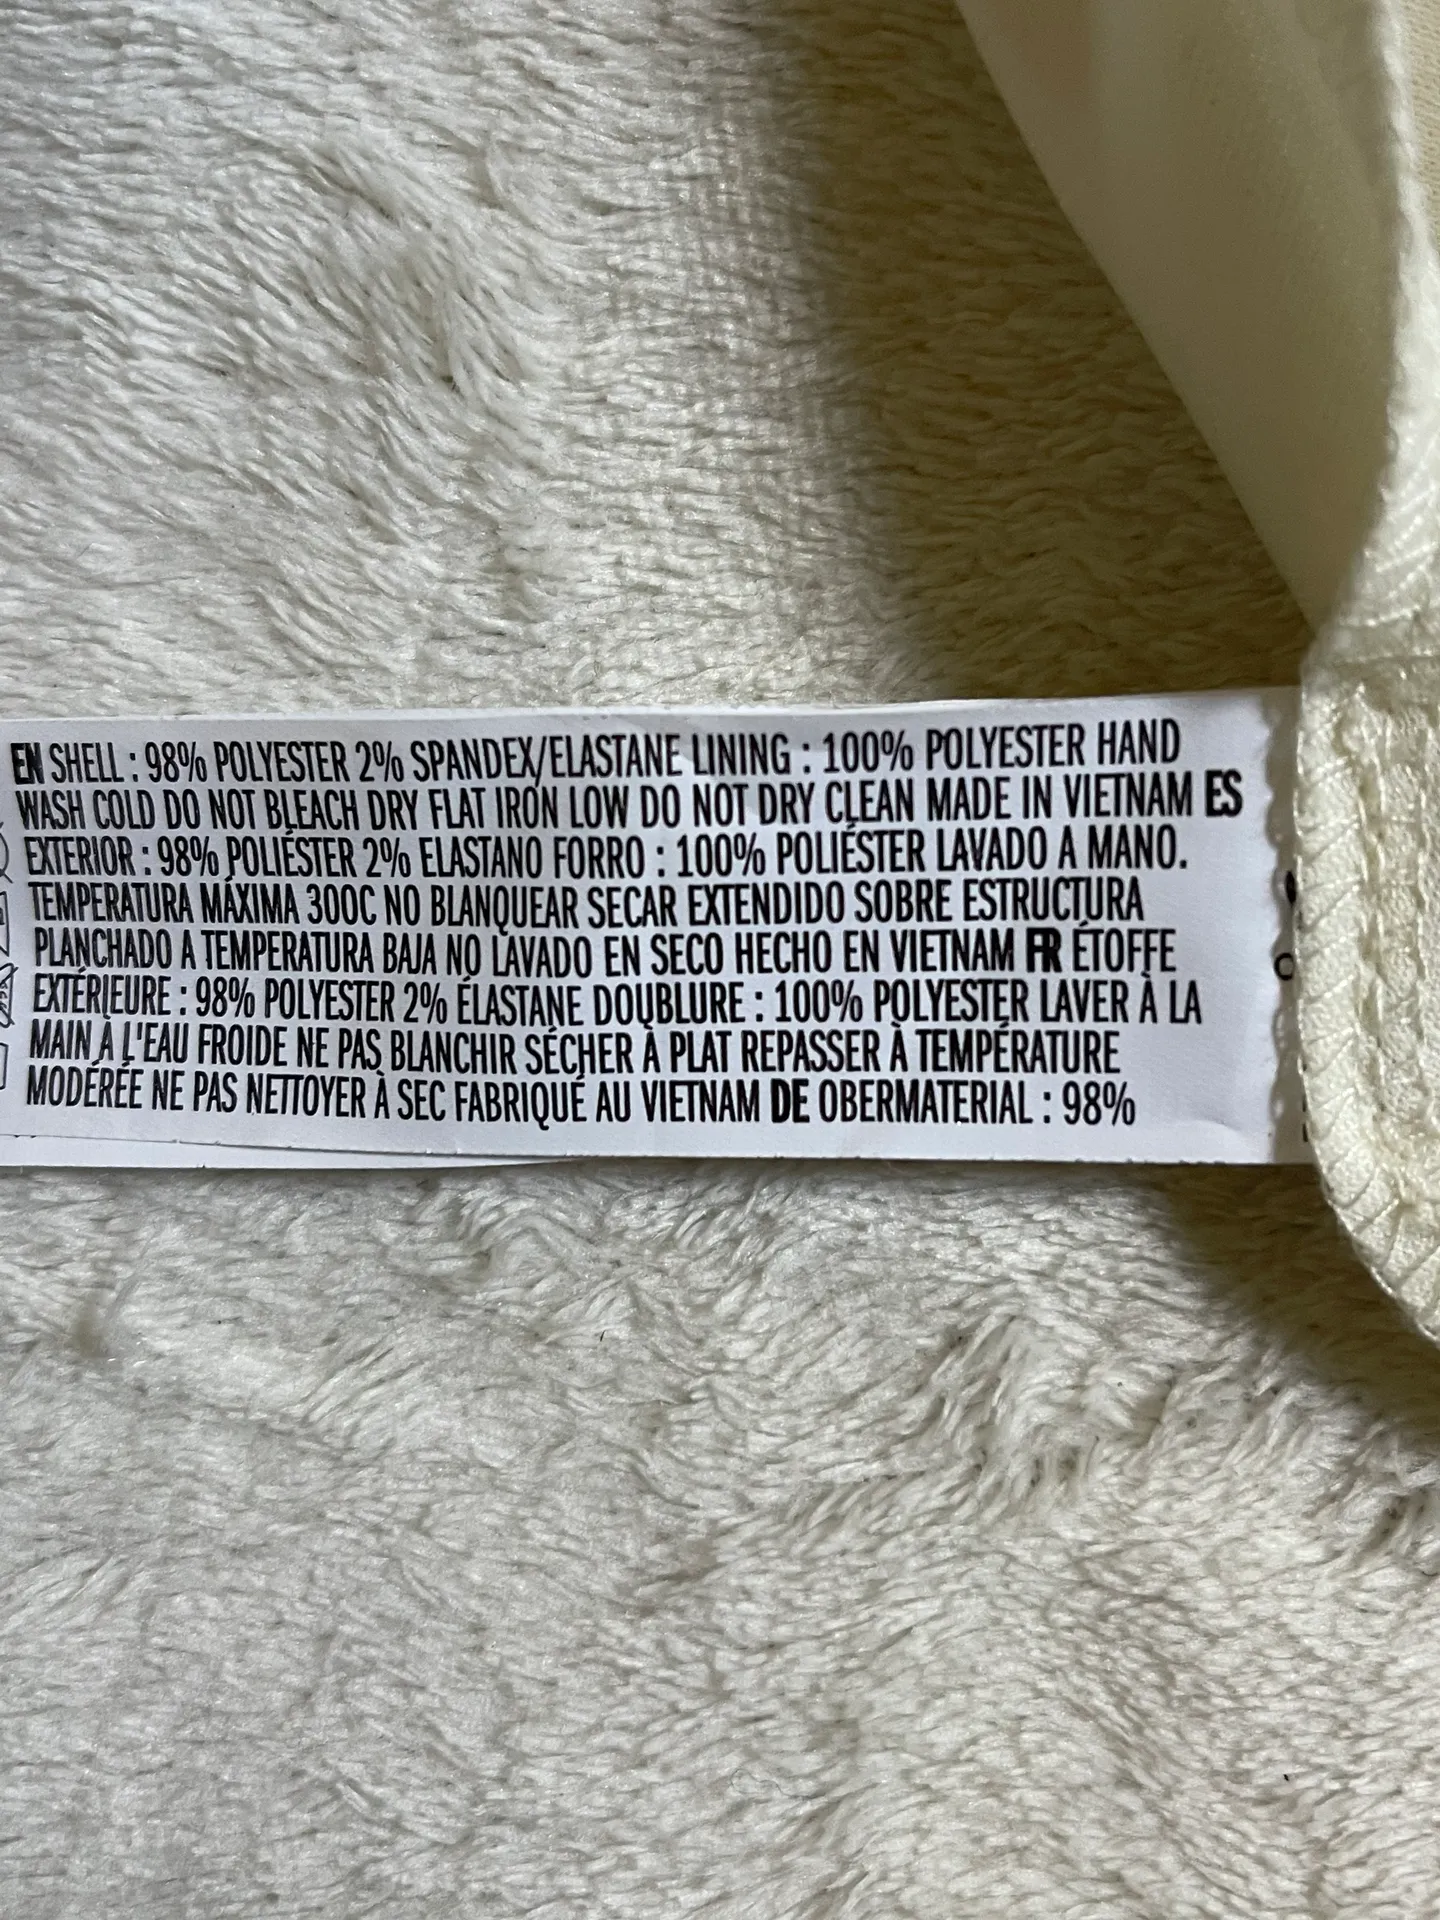 EN SHELL : 98% POLYESTER 2% SPANDEX/ELASTANE LINING : 100% POLYESTER HAND
WASH COLD DO NOT BLEACH DRY FLAT IRON LOW DO NOT DRY CLEAN MADE IN VIETNAM ES
EXTERIOR : 98% POLIÉSTER 2% ELASTANO FORRO : 100% POLIÉSTER LAVADO A MANO.
TEMPERATURA MÁXIMA 30OC NO BLANQUEAR SECAR EXTENDIDO SOBRE ESTRUCTURA
PLANCHADO A TEMPERATURA BAJA NO LAVADO EN SECO HECHO EN VIETNAM FR ÉTOFFE
EXTÉRIEURE : 98% POLYESTER 2% ÉLASTANE DOUBLURE : 100% POLYESTER LAVER À LA
MAIN À L'EAU FROIDE NE PAS BLANCHIR SÉCHER À PLAT REPASSER À TEMPÉRATURE
MODÉRÉE NE PAS NETTOYER À SEC FABRIQUÉ AU VIETNAM DE OBERMATERIAL : 98%